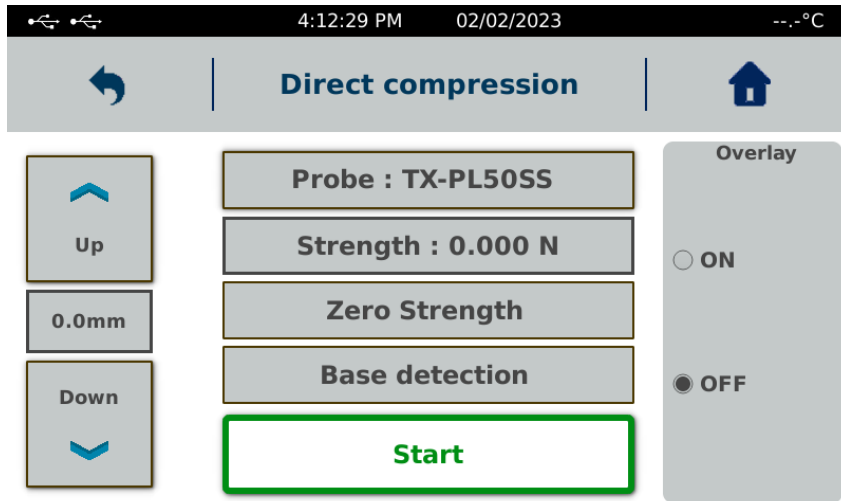 4:12:29 PM 02/02/2023 --.-°C
Direct compression
Up
0.0mm
Down
Probe : TX-PL50SS
Strength : 0.000 N
Zero Strength
Base detection
Start
Overlay
ON
OFF